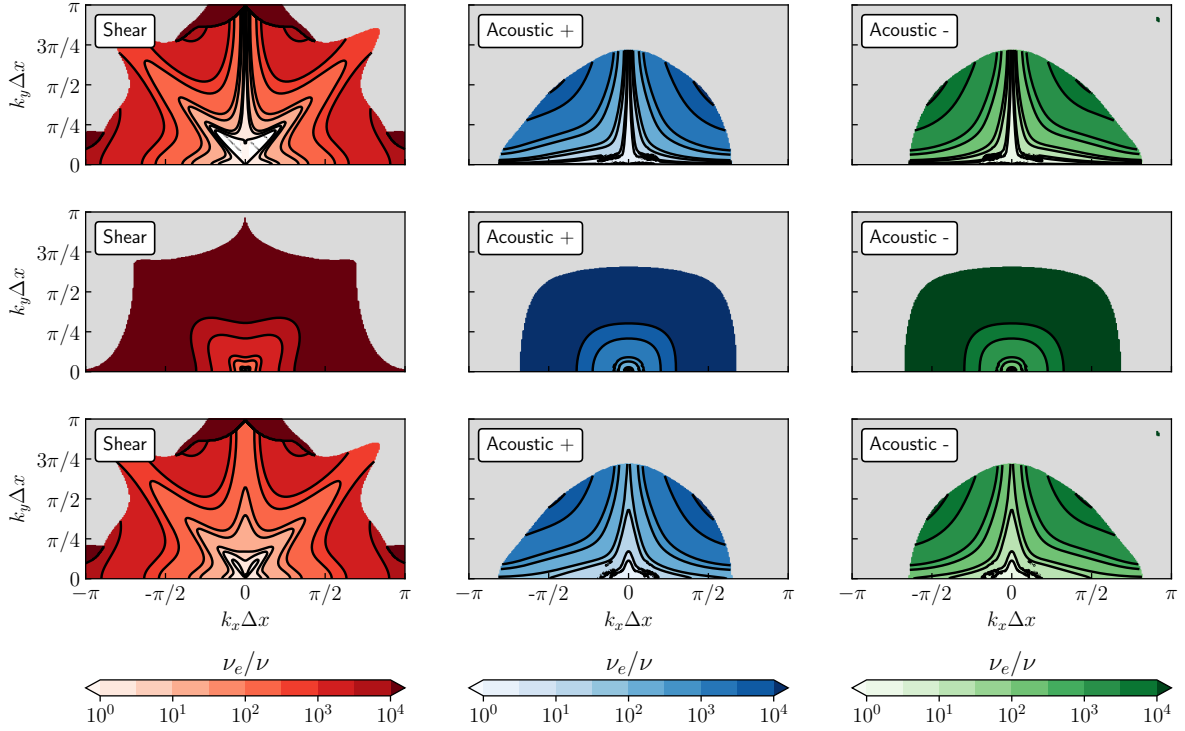 π
3π/4
π/2
π/4
0
k_yΔx
Shear
Acoustic +
Acoustic -
π
3π/4
π/2
π/4
0
k_yΔx
Shear
Acoustic +
Acoustic -
π
3π/4
π/2
π/4
0
k_yΔx
Shear
Acoustic +
Acoustic -
−π -π/2 0 π/2 π
−π -π/2 0 π/2 π
−π -π/2 0 π/2 π
k_xΔx
k_xΔx
k_xΔx
ν_e/ν
ν_e/ν
ν_e/ν
10^0 10^1 10^2 10^3 10^4
10^0 10^1 10^2 10^3 10^4
10^0 10^1 10^2 10^3 10^4